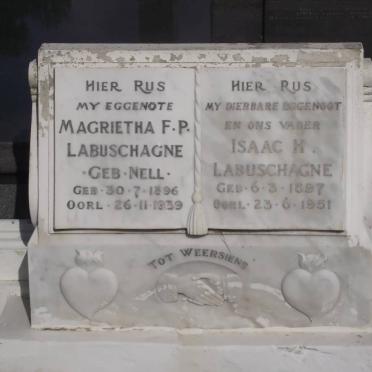 HIER RUS
MY EGGENOTE
MAGRIETHA F.P.
LABUSCHAGNE
GEB. NELL.
GEB. 30·7·1896
OORL. 26·11·1939
HIER RUS
MY DIERBARE EGGENOOT
EN ONS VADER
ISAAC H.
LABUSCHAGNE
GEB. 6·3·1897
OORL. 23·6·1951
TOT WEERSIENS